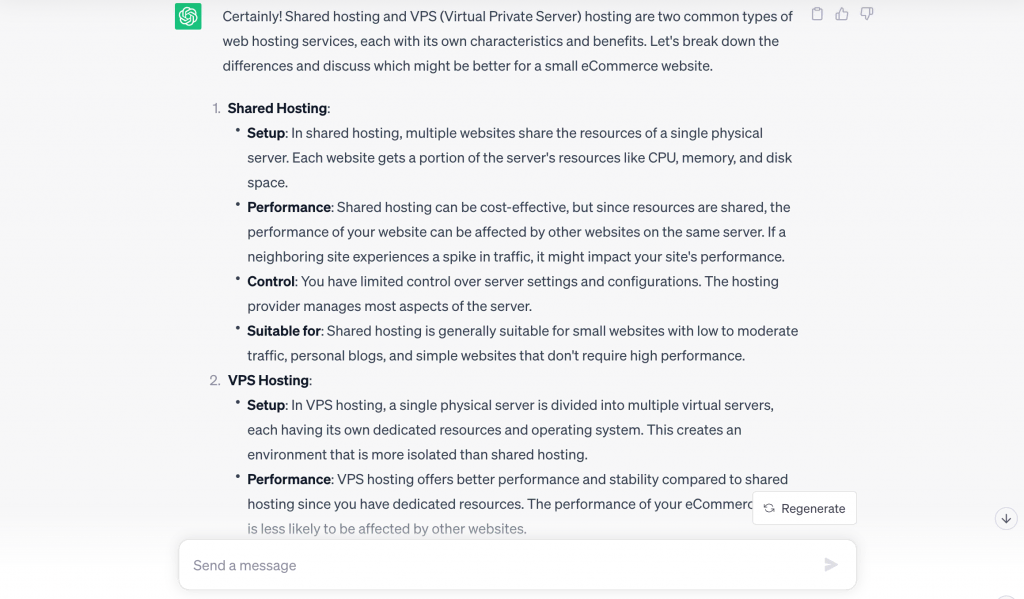 Certainly! Shared hosting and VPS (Virtual Private Server) hosting are two common types of
web hosting services, each with its own characteristics and benefits. Let's break down the
differences and discuss which might be better for a small eCommerce website.
1. Shared Hosting:
• Setup: In shared hosting, multiple websites share the resources of a single physical
server. Each website gets a portion of the server's resources like CPU, memory, and disk
space.
• Performance: Shared hosting can be cost-effective, but since resources are shared, the
performance of your website can be affected by other websites on the same server. If a
neighboring site experiences a spike in traffic, it might impact your site's performance.
• Control: You have limited control over server settings and configurations. The hosting
provider manages most aspects of the server.
• Suitable for: Shared hosting is generally suitable for small websites with low to moderate
traffic, personal blogs, and simple websites that don't require high performance.
2. VPS Hosting:
• Setup: In VPS hosting, a single physical server is divided into multiple virtual servers,
each having its own dedicated resources and operating system. This creates an
environment that is more isolated than shared hosting.
• Performance: VPS hosting offers better performance and stability compared to shared
hosting since you have dedicated resources. The performance of your eCommerc
Regenerate
is less likely to be affected by other websites.
Send a message